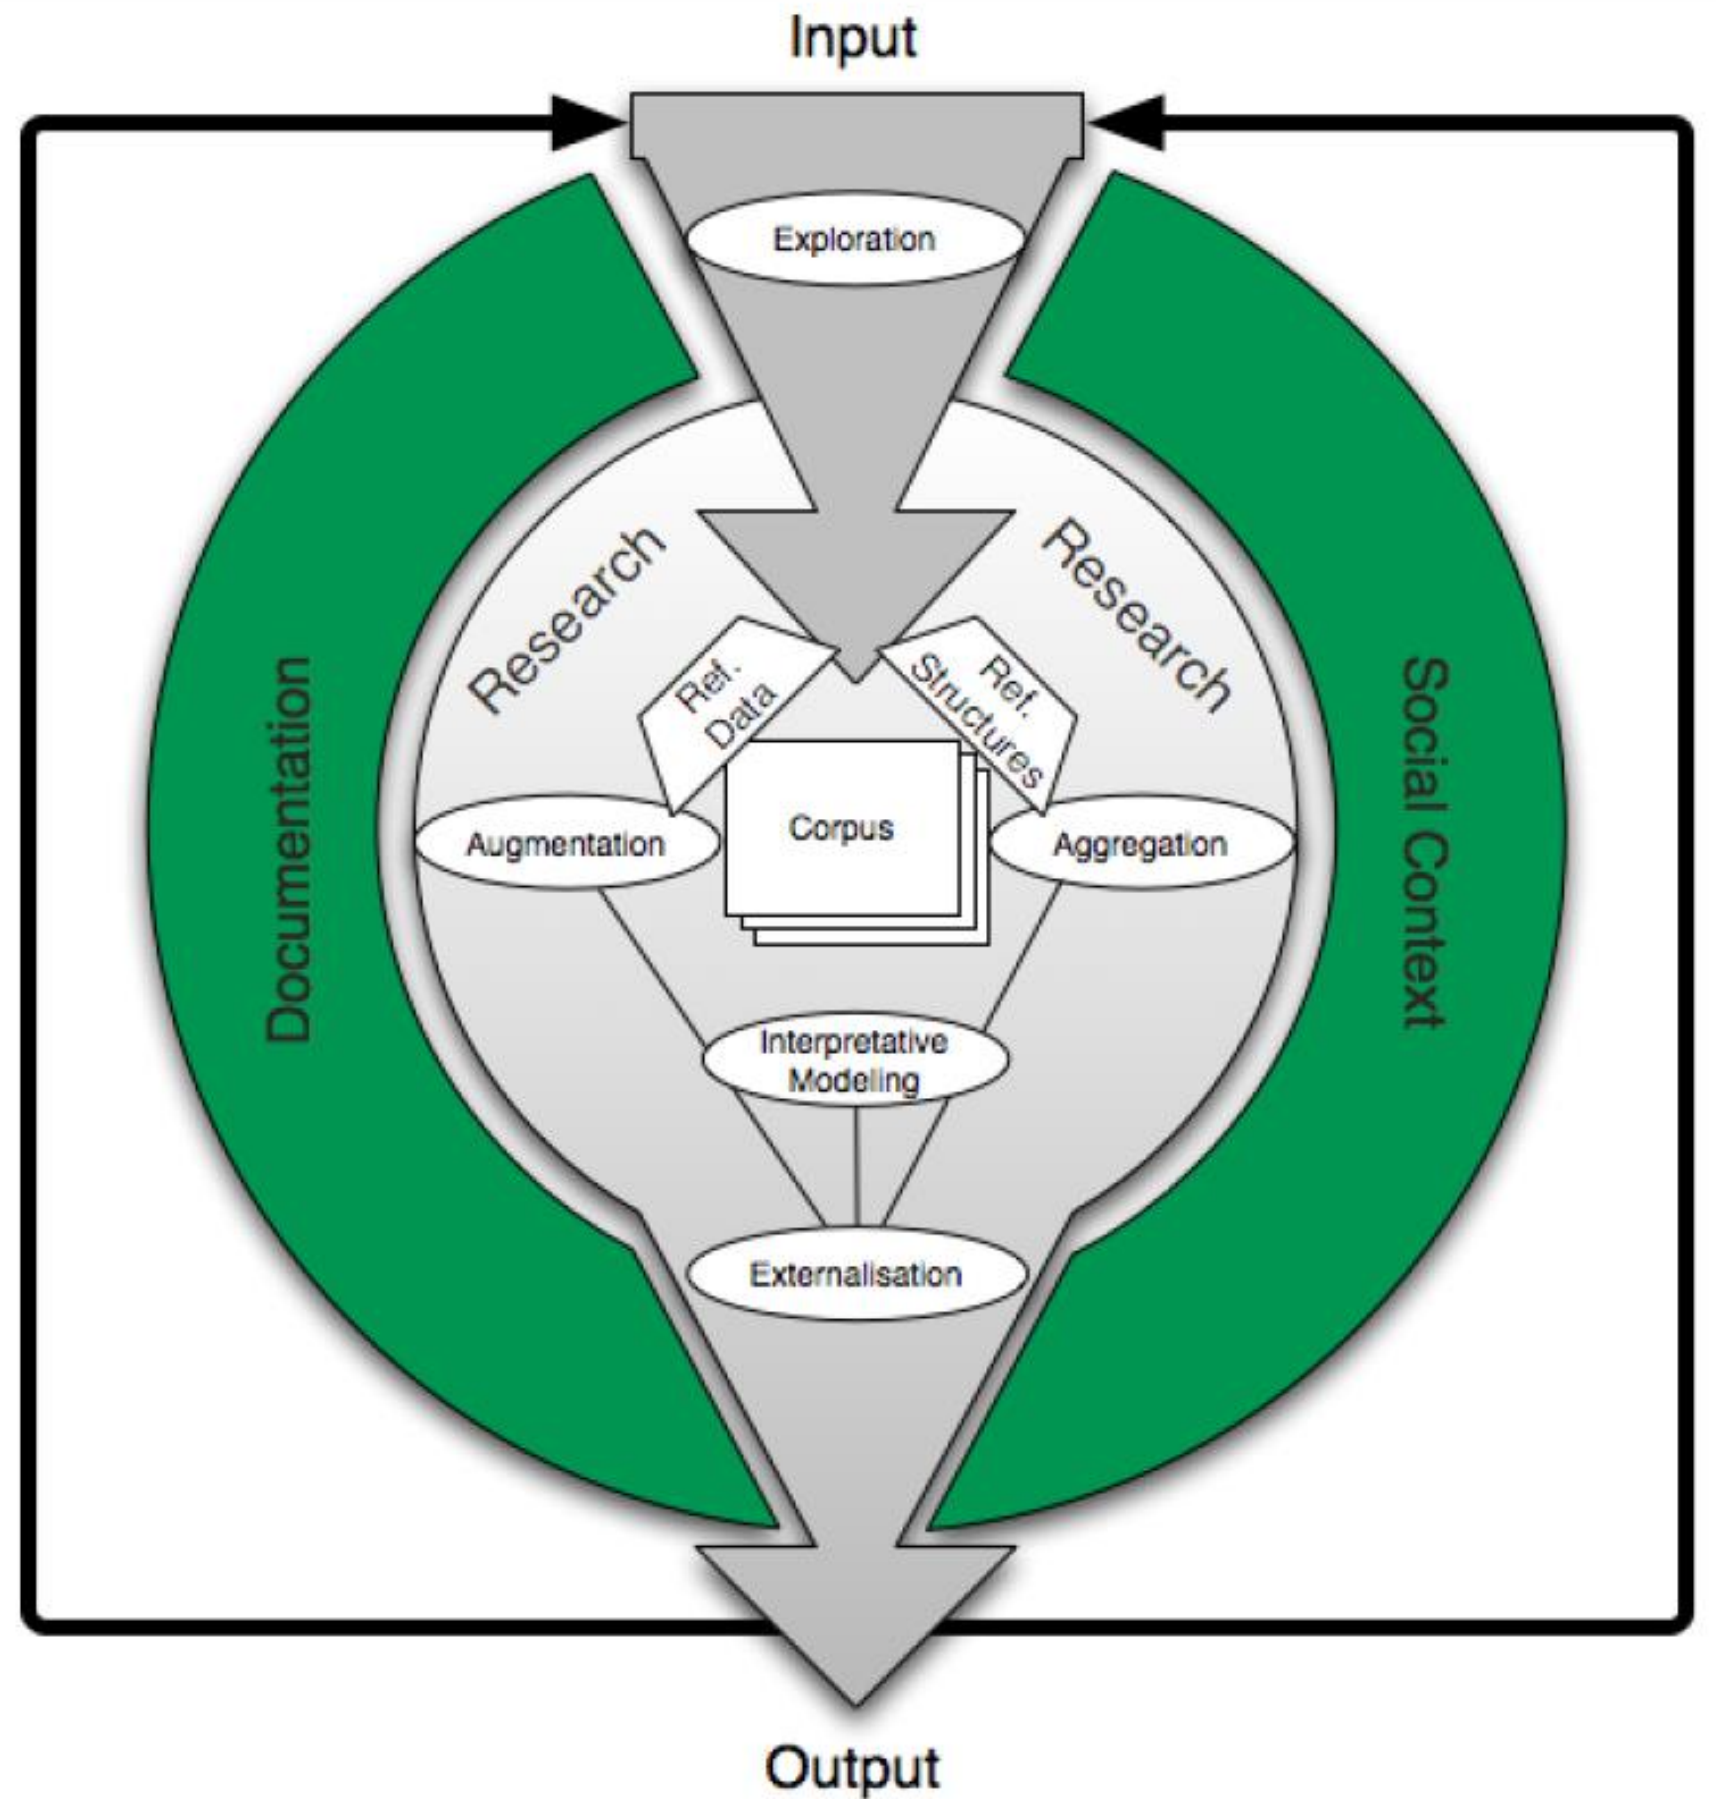 Input
Exploration
Research
Research
Ref.
Data
Ref.
Structures
Documentation
Social Context
Augmentation
Corpus
Aggregation
Interpretative
Modeling
Externalisation
Output